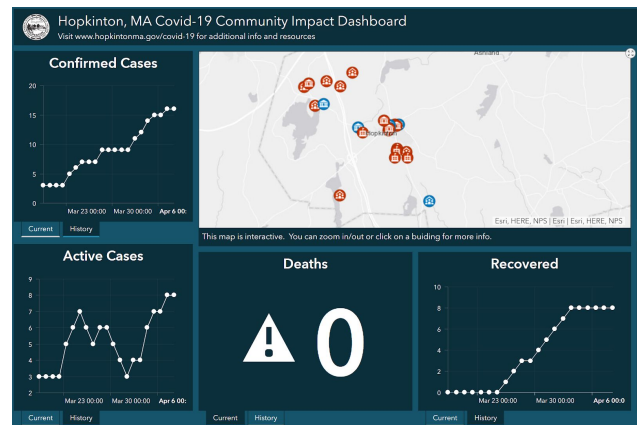 Hopkinton, MA Covid-19 Community Impact Dashboard
Visit www.hopkintonma.gov/covid-19 for additional info and resources
Confirmed Cases
20
15
10
5
0
Mar 23 00:00 Mar 30 00:00 Apr 6 00:
Current History
Ashland
Hopkinton
Esri, HERE, NPS | Esri | Esri, HERE, NPS
This map is interactive. You can zoom in/out or click on a buiding for more info.
Active Cases
9
8
7
6
5
4
3
2
Mar 23 00:00 Mar 30 00:00 Apr 6 00:
Current History
Deaths
0
Current History
Recovered
10
8
6
4
2
0
Mar 23 00:00 Mar 30 00:00 Apr 6 00:0
Current History